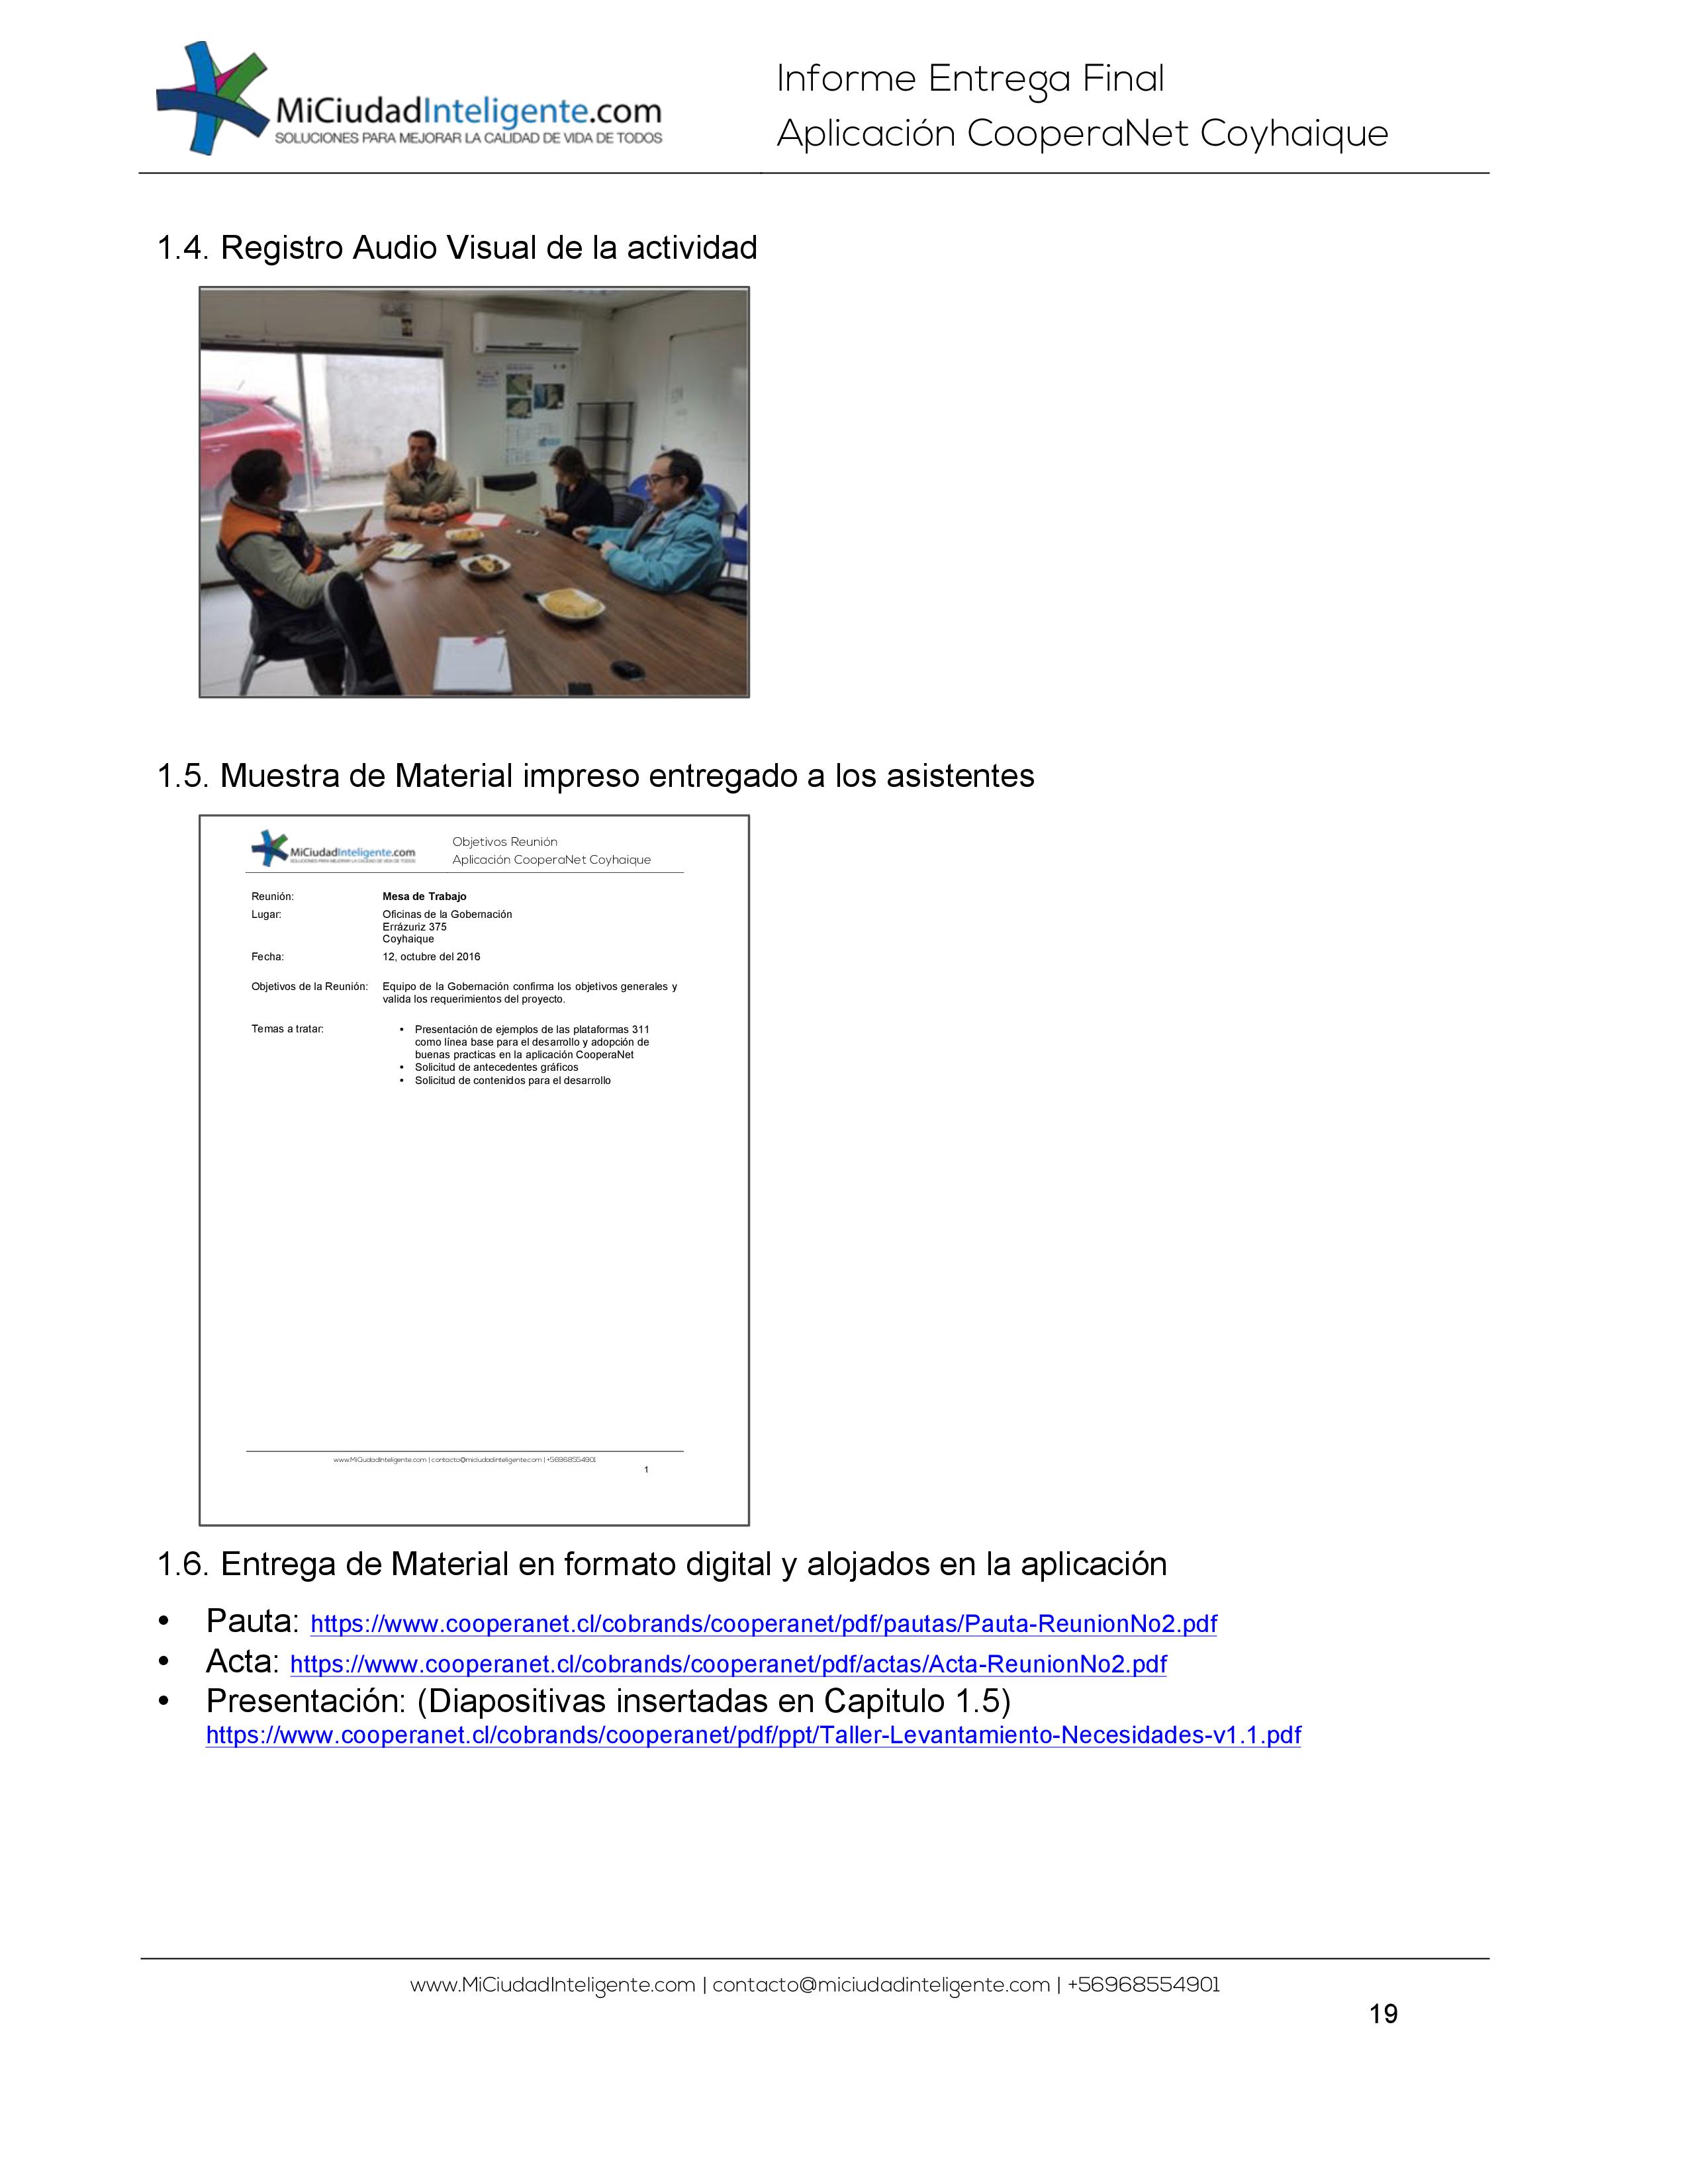 MiCiudadInteligente.com
SOLUCIONES PARA MEJORAR LA CALIDAD DE VIDA DE TODOS
Informe Entrega Final
Aplicación CooperaNet Coyhaique
1.4. Registro Audio Visual de la actividad
1.5. Muestra de Material impreso entregado a los asistentes
MiCiudadInteligente.com
SOLUCIONES PARA MEJORAR LA CALIDAD DE VIDA DE TODOS
Objetivos Reunión
Aplicación CooperaNet Coyhaique
Reunión: Mesa de Trabajo
Lugar: Oficinas de la Gobernación
Errázuriz 375
Coyhaique
Fecha: 12, octubre del 2016
Objetivos de la Reunión: Equipo de la Gobernación confirma los objetivos generales y
valida los requerimientos del proyecto.
Temas a tratar: • Presentación de ejemplos de las plataformas 311
como línea base para el desarrollo y adopción de
buenas practicas en la aplicación CooperaNet
• Solicitud de antecedentes gráficos
• Solicitud de contenidos para el desarrollo
www.MiCiudadInteligente.com | contacto@miciudadinteligente.com | +56968554901
1
1.6. Entrega de Material en formato digital y alojados en la aplicación
• Pauta: https://www.cooperanet.cl/cobrands/cooperanet/pdf/pautas/Pauta-ReunionNo2.pdf
• Acta: https://www.cooperanet.cl/cobrands/cooperanet/pdf/actas/Acta-ReunionNo2.pdf
• Presentación: (Diapositivas insertadas en Capitulo 1.5)
https://www.cooperanet.cl/cobrands/cooperanet/pdf/ppt/Taller-Levantamiento-Necesidades-v1.1.pdf
www.MiCiudadInteligente.com | contacto@miciudadinteligente.com | +56968554901
19